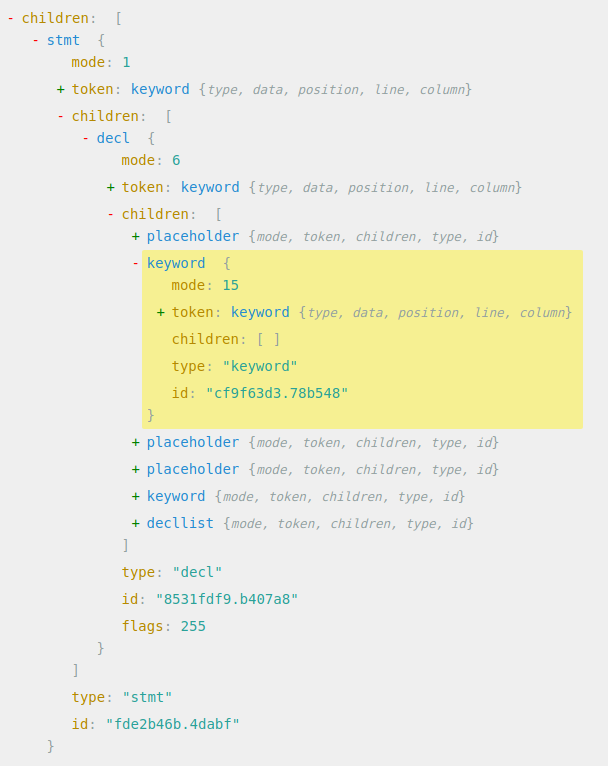 - children:  [
- stmt  {
mode: 1
+ token: keyword {type, data, position, line, column}
- children:  [
- decl  {
mode: 6
+ token: keyword {type, data, position, line, column}
- children:  [
+ placeholder {mode, token, children, type, id}
- keyword  {
mode: 15
+ token: keyword {type, data, position, line, column}
children: [ ]
type: "keyword"
id: "cf9f63d3.78b548"
}
+ placeholder {mode, token, children, type, id}
+ placeholder {mode, token, children, type, id}
+ keyword {mode, token, children, type, id}
+ decllist {mode, token, children, type, id}
]
type: "decl"
id: "8531fdf9.b407a8"
flags: 255
}
]
type: "stmt"
id: "fde2b46b.4dabf"
}